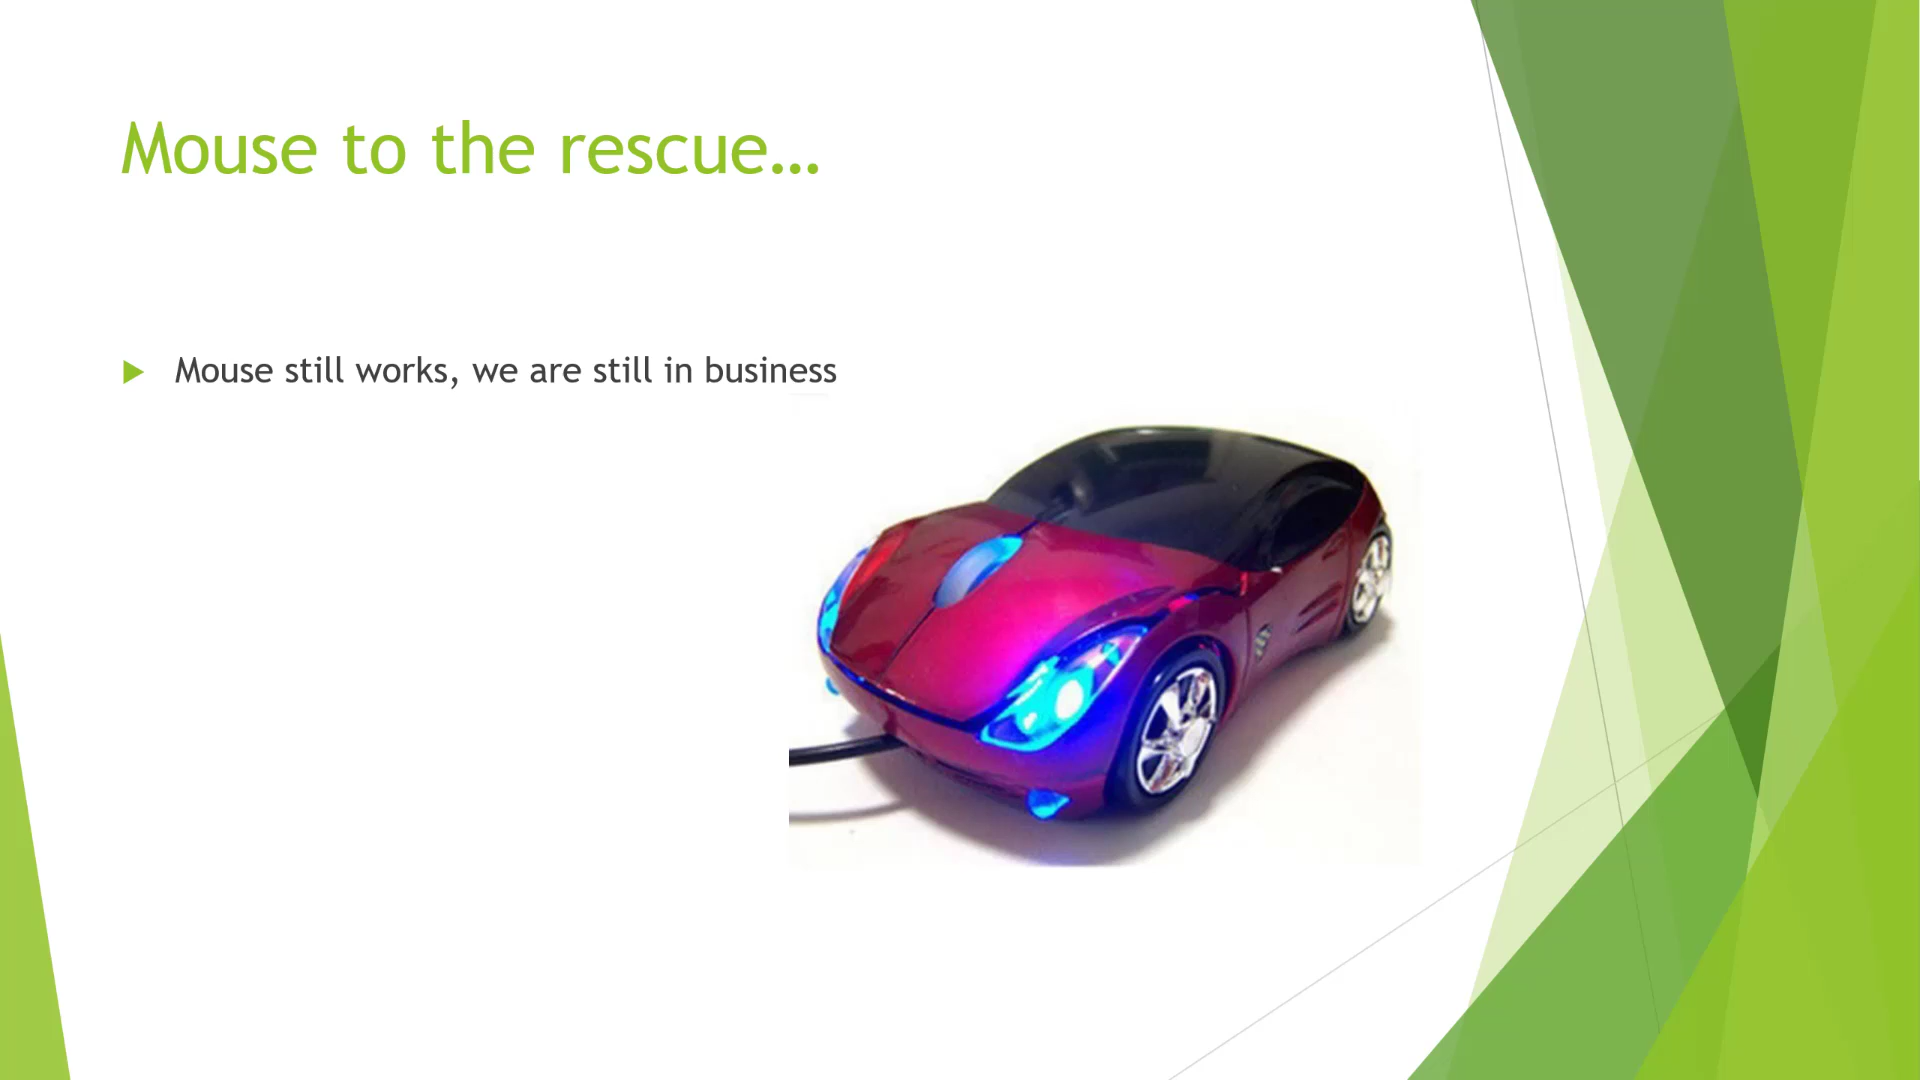 Mouse to the rescue…
Mouse still works, we are still in business